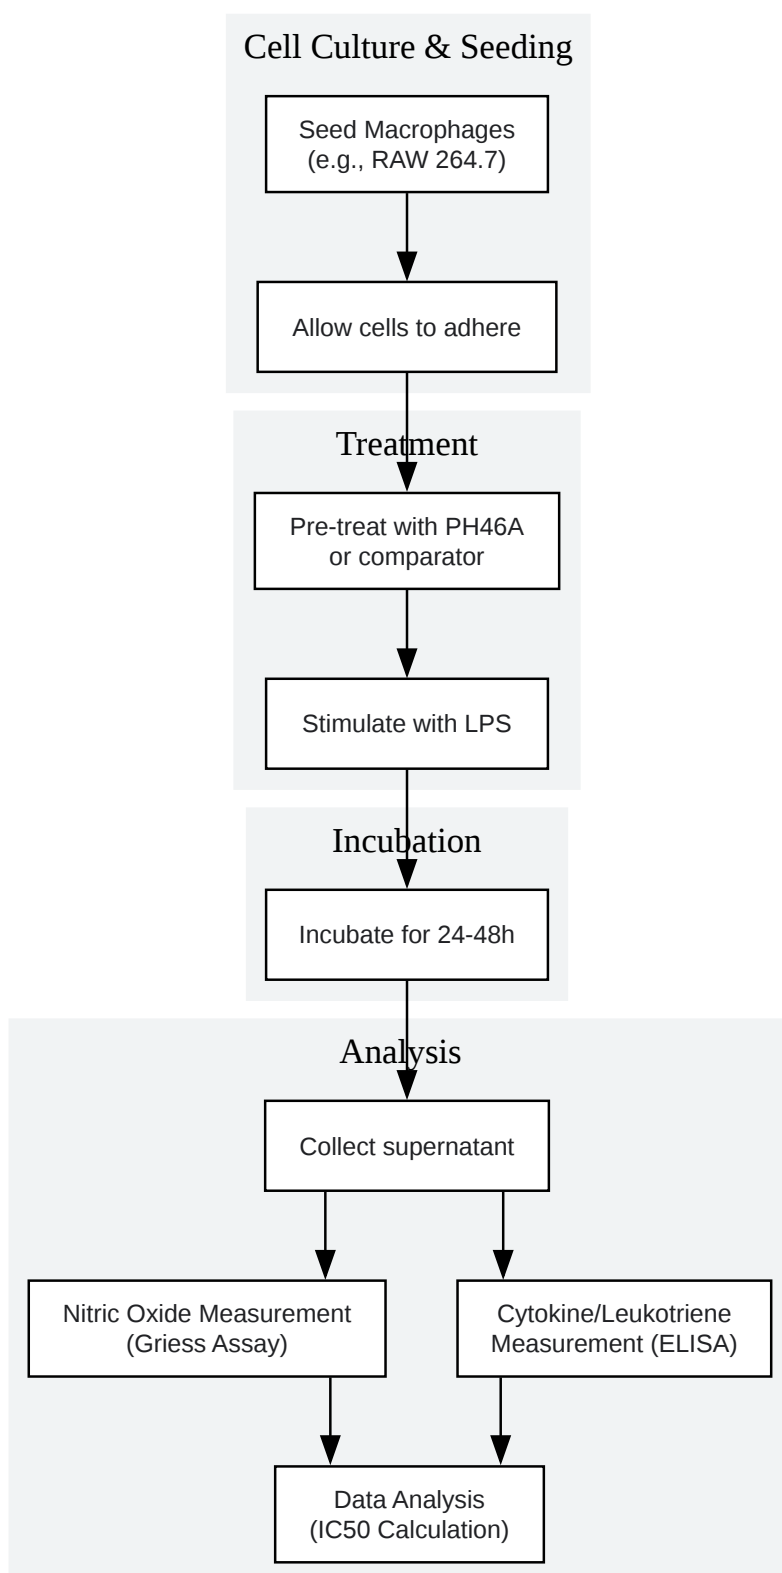 Cell Culture & Seeding
Seed Macrophages
(e.g., RAW 264.7)
Allow cells to adhere
Treatment
Pre-treat with PH46A
or comparator
Stimulate with LPS
Incubation
Incubate for 24-48h
Analysis
Collect supernatant
Nitric Oxide Measurement
(Griess Assay)
Cytokine/Leukotriene
Measurement (ELISA)
Data Analysis
(IC50 Calculation)